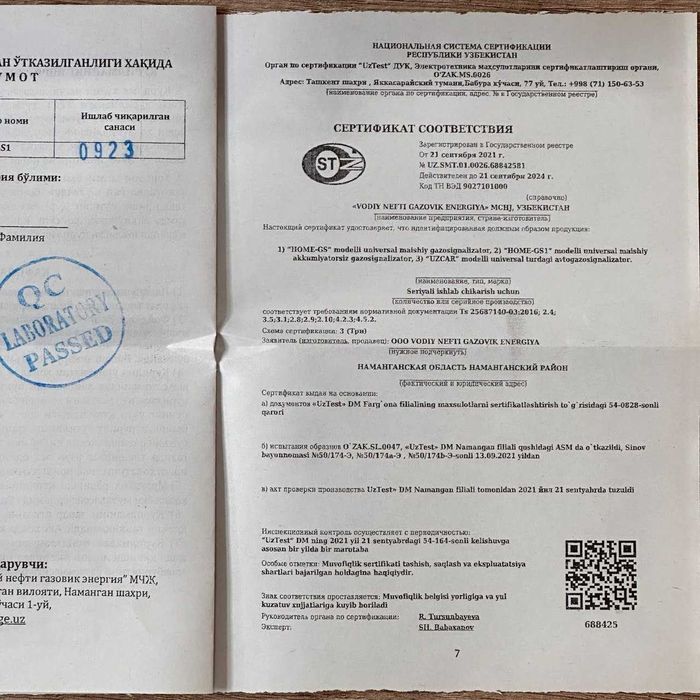 Н ЎТКАЗИЛГАНЛИГИ ХАҚИДА
УМОТ
р номи
Ишлаб чиқарилган
санаси
S1
0923
рия бўлими:
Фамилия
QC
LABORATORY
PASSED
арувчи:
й нефти газовик энергия” МЧЖ,
ган вилояти, Наманган шахри,
ўчаси 1-уй,
ge.uz
НАЦИОНАЛЬНАЯ СИСТЕМА СЕРТИФИКАЦИИ
РЕСПУБЛИКИ УЗБЕКИСТАН
Орган по сертификации "UzTest" ДУК, Электротехника маҳсулотларини сертификатлаштириш органи,
O'ZAK.MS.0026
Адрес: Ташкент шахри , Яккасарайский тумани,Бабура кўчаси, 77 уй, Тел.: +998 (71) 150-63-53
(наименование органа по сертификации, адрес, № в Государственном реестре)
СЕРТИФИКАТ СООТВЕТСТВИЯ
ST
Зарегистрирован в Государственном реестре
От 21 сентября 2021 г.
№ UZ.SMT.01.0026.68842581
Действителен до 21 сентября 2024 г.
Код ТН ВэД 9027101000
(справочно)
«VODIY NEFTI GAZOVIK ENERGIYA» MCHJ, УЗБЕКИСТАН
(наименование предприятия, страна-изготовитель)
Настоящий сертификат удостоверяет, что идентифицированная должным образом продукция:
1) "HOME-GS" modelli universal maishiy gazosignalizator, 2) "HOME-GS1" modelli universal maishiy
akkumlyatorsiz gazosignalizator, 3) "UZCAR" modelli universal turdagi avtogazosignalizator.
(наименование, тип, марка)
Seriyali ishlab chikarish uchun
(количество или серийное производство)
соответствует требованиям нормативной документации Ts 25687140-03:2016; 2.4;
3.5;3.1;2.8;2.9;2.10;4.2.3;4.5.2.
Схема сертификации: 3 (Три)
Заявитель (изготовитель, продавец): ООО VODIY NEFTI GAZOVIK ENERGIYA
(нужное подчеркнуть)
НАМАНГАНСКАЯ ОБЛАСТЬ НАМАНГАНСКИЙ РАЙОН
(фактический и юридический адрес)
Сертификат выдан на основании:
а) документов «UzTest» DM Farg`ona filialining maxsulotlarni sertifikatlashtirish to`g`risidagi 54-0828-sonli
qarori
б) испытания образцов O`ZAK.SL.0047, «UzTest» DM Namangan filiali qoshidagi ASM da o`tkazildi, Sinov
bayonnomasi №50/174-Э, №50/174a-Э , №50/174b-Э-sonli 13.09.2021 yildan
в) акт проверки производства UzTest» DM Namangan filiali tomonidan 2021 йил 21 sentyabrda tuzuldi
Инспекционный контроль осуществляется с периодичностью:
"UzTest" DM ning 2021 yil 21 sentyabrdagi 54-164-sonli kelishuvga
asosan bir yilda bir marotaba
Особые отметки: Muvofiqlik sertifikati tashish, saqlash va ekspluatatsiya
shartlari bajarilgan holdagina haqiqiydir.
Знак соответствия проставляется: Muvofiqlik belgisi yorligiga va yul
kuzatuv xujjatlariga kuyib boriladi
Руководитель органа по сертификации: R. Tursunbayeva
Эксперт: SH. Babaxanov
688425
7